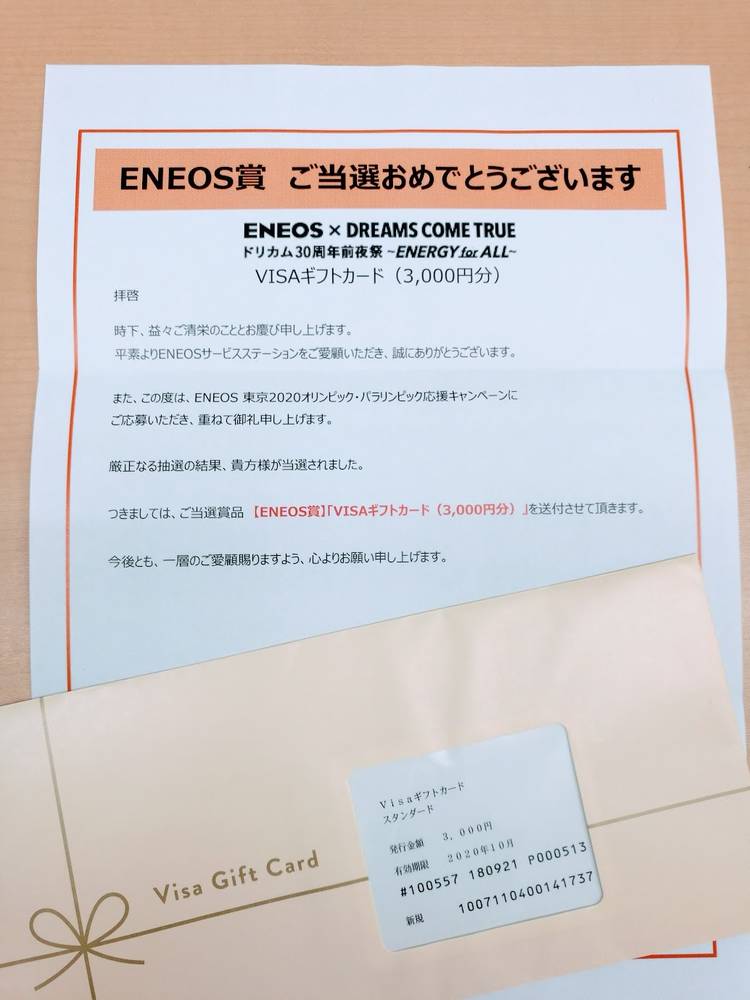 ENEOS賞 ご当選おめでとうございます
ENEOS × DREAMS COME TRUE
ドリカム30周年前夜祭 ~ENERGY for ALL~
VISAギフトカード（3,000円分）
拝啓
時下、益々ご清栄のこととお慶び申し上げます。
平素よりENEOSサービスステーションをご愛顧いただき、誠にありがとうございます。
また、この度は、ENEOS 東京2020オリンピック・パラリンピック応援キャンペーンに
ご応募いただき、重ねて御礼申し上げます。
厳正なる抽選の結果、貴方様が当選されました。
つきましては、ご当選賞品 【ENEOS賞】「VISAギフトカード（3,000円分）」を送付させて頂きます。
今後とも、一層のご愛顧賜りますよう、心よりお願い申し上げます。
Visaギフトカード
スタンダード
発行金額 3,000円
有効期限 2020年10月
#100557 180921 P000513
新規 1007110400141737
Visa Gift Card